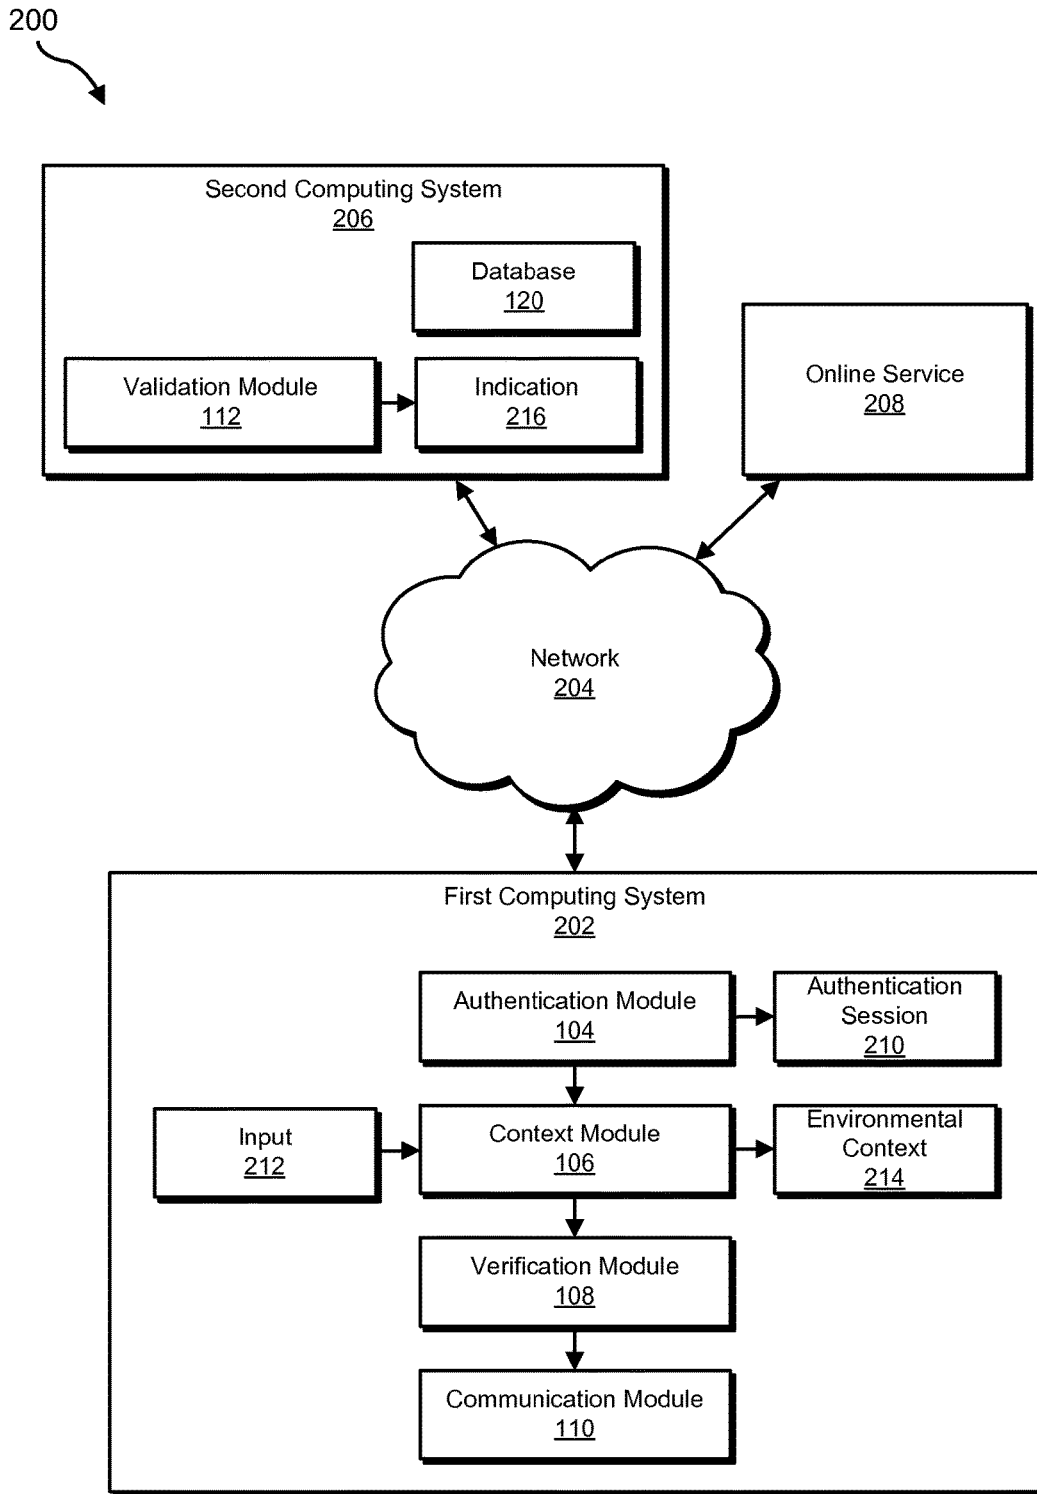 200
Second Computing System
206
Database
120
Validation Module
112
Indication
216
Online Service
208
Network
204
First Computing System
202
Authentication Module
104
Authentication
Session
210
Input
212
Context Module
106
Environmental
Context
214
Verification Module
108
Communication Module
110